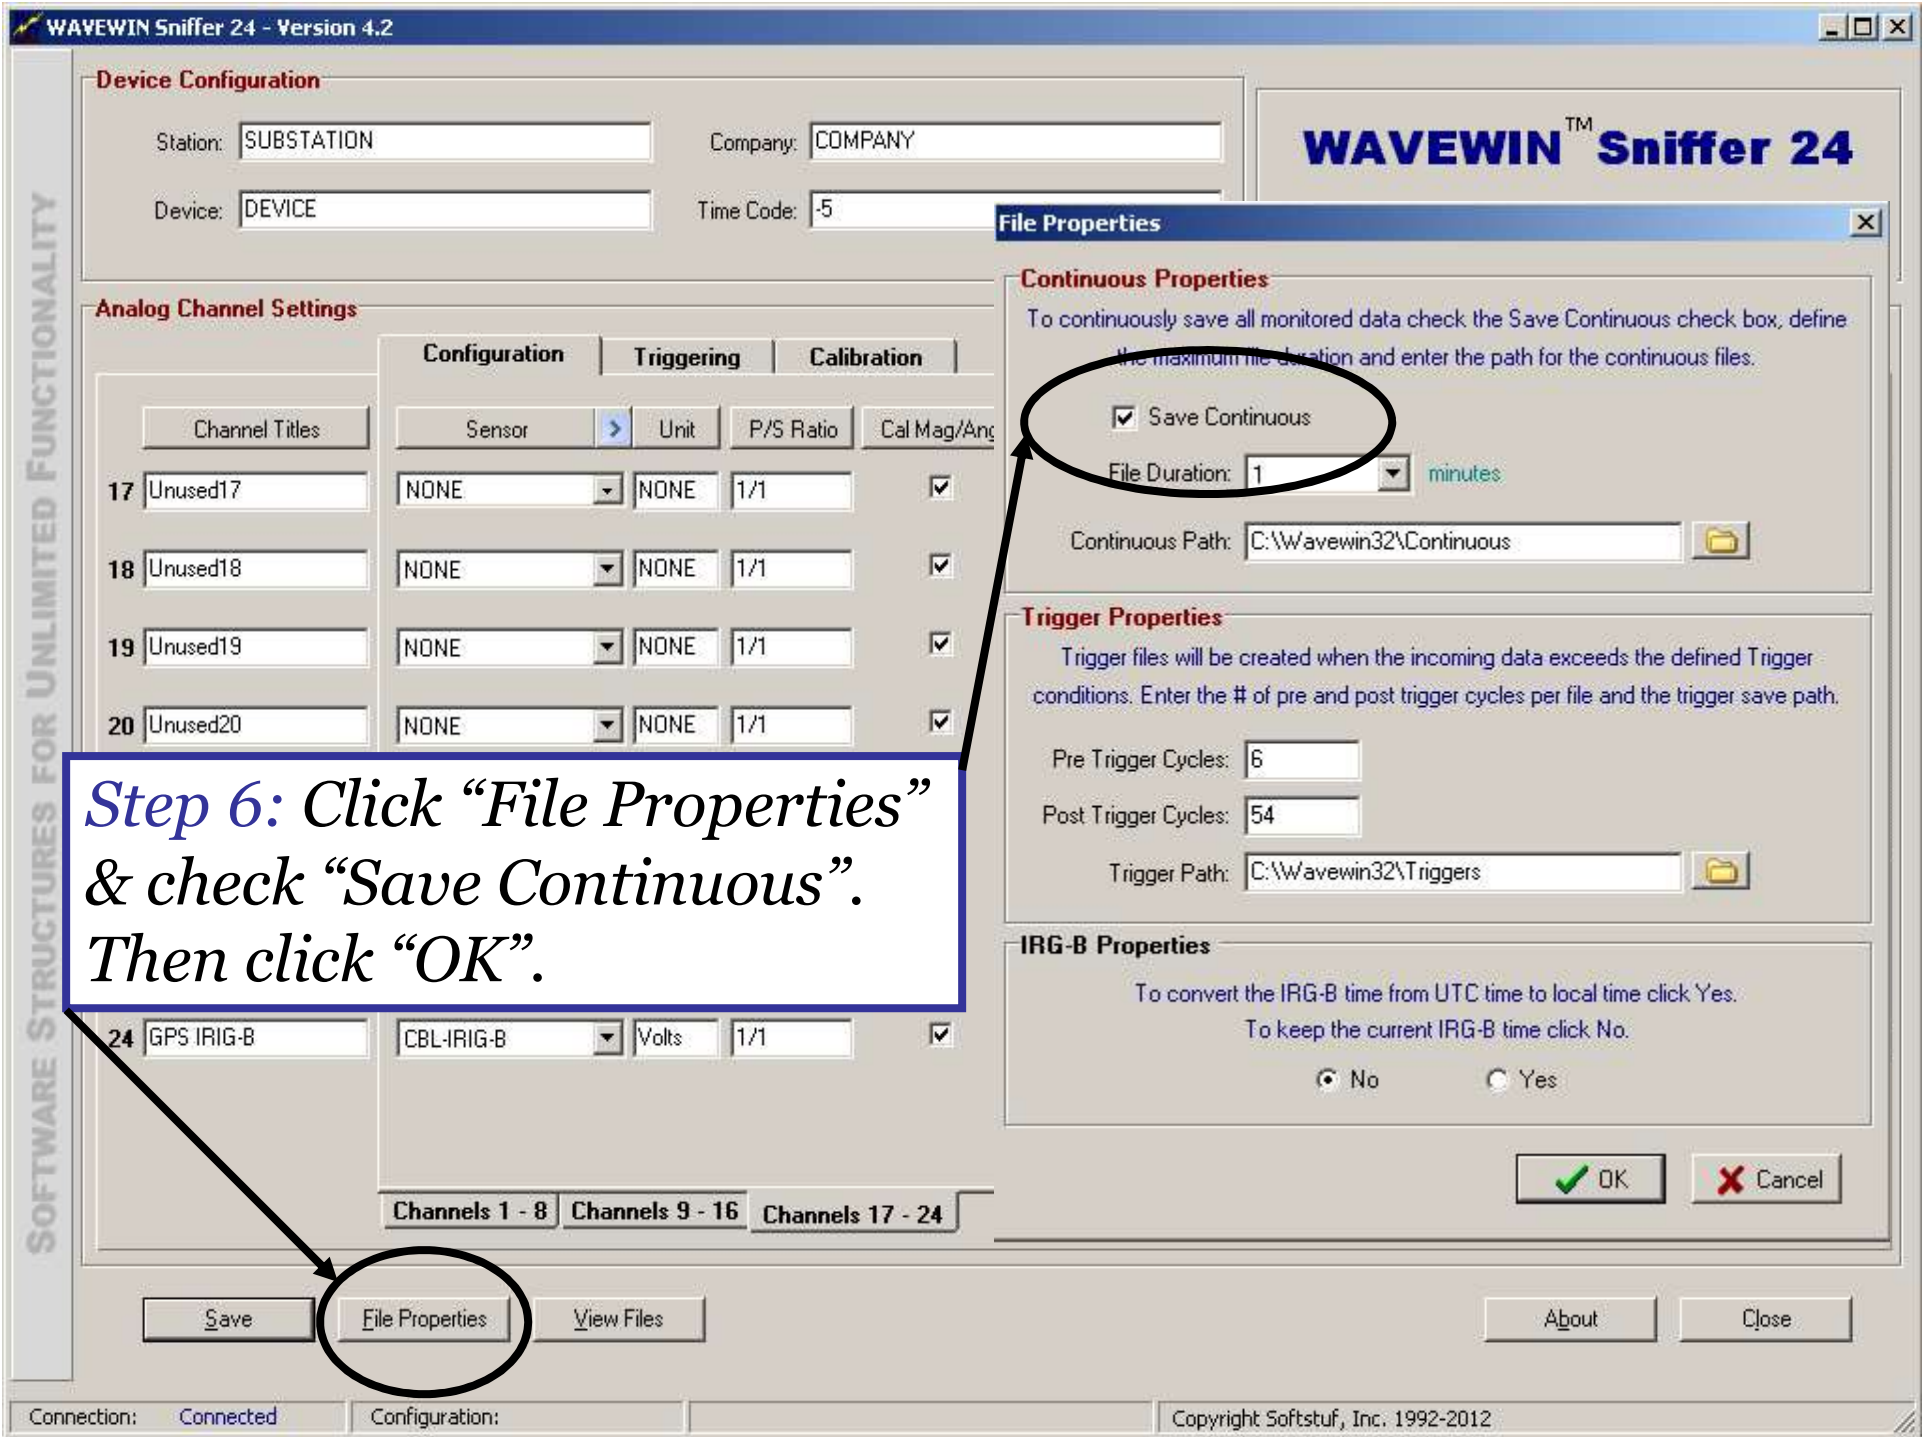 WAVEWIN Sniffer 24 - Version 4.2
SOFTWARE STRUCTURES FOR UNLIMITED FUNCTIONALITY
Device Configuration
Station: SUBSTATION
Company: COMPANY
Device: DEVICE
Time Code: -5
WAVEWIN™ Sniffer 24
Analog Channel Settings
Configuration Triggering Calibration
Channel Titles Sensor > Unit P/S Ratio Cal Mag/Ang
17 Unused17 NONE NONE 1/1
18 Unused18 NONE NONE 1/1
19 Unused19 NONE NONE 1/1
20 Unused20 NONE NONE 1/1
Step 6: Click “File Properties”
& check “Save Continuous”.
Then click “OK”.
24 GPS IRIG-B CBL-IRIG-B Volts 1/1
Channels 1 - 8 Channels 9 - 16 Channels 17 - 24
File Properties
Continuous Properties
To continuously save all monitored data check the Save Continuous check box, define
the maximum file duration and enter the path for the continuous files.
Save Continuous
File Duration: 1 minutes
Continuous Path: C:\Wavewin32\Continuous
Trigger Properties
Trigger files will be created when the incoming data exceeds the defined Trigger
conditions. Enter the # of pre and post trigger cycles per file and the trigger save path.
Pre Trigger Cycles: 6
Post Trigger Cycles: 54
Trigger Path: C:\Wavewin32\Triggers
IRG-B Properties
To convert the IRG-B time from UTC time to local time click Yes.
To keep the current IRG-B time click No.
No Yes
OK Cancel
Save File Properties View Files About Close
Connection: Connected Configuration: Copyright Softstuf, Inc. 1992-2012